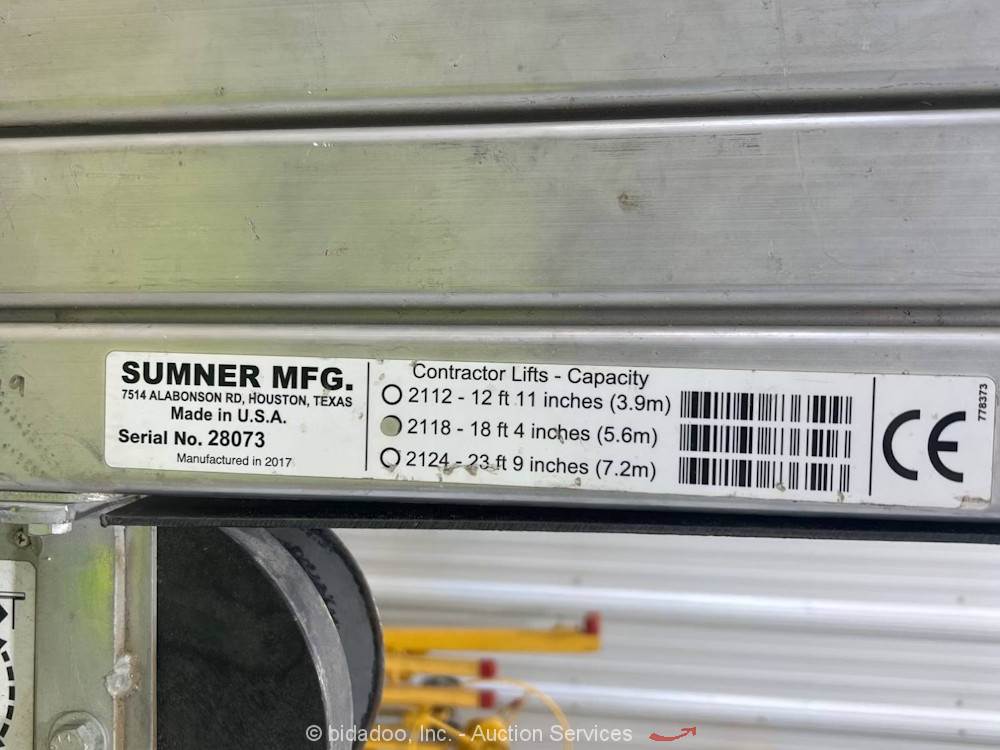 SUMNER MFG.
7514 ALABONSON RD, HOUSTON, TEXAS
Made in U.S.A.
Serial No. 28073
Manufactured in 2017
Contractor Lifts - Capacity
2112 - 12 ft 11 inches (3.9m)
2118 - 18 ft 4 inches (5.6m)
2124 - 23 ft 9 inches (7.2m)
CE
778373
© bidadoo, Inc. - Auction Services